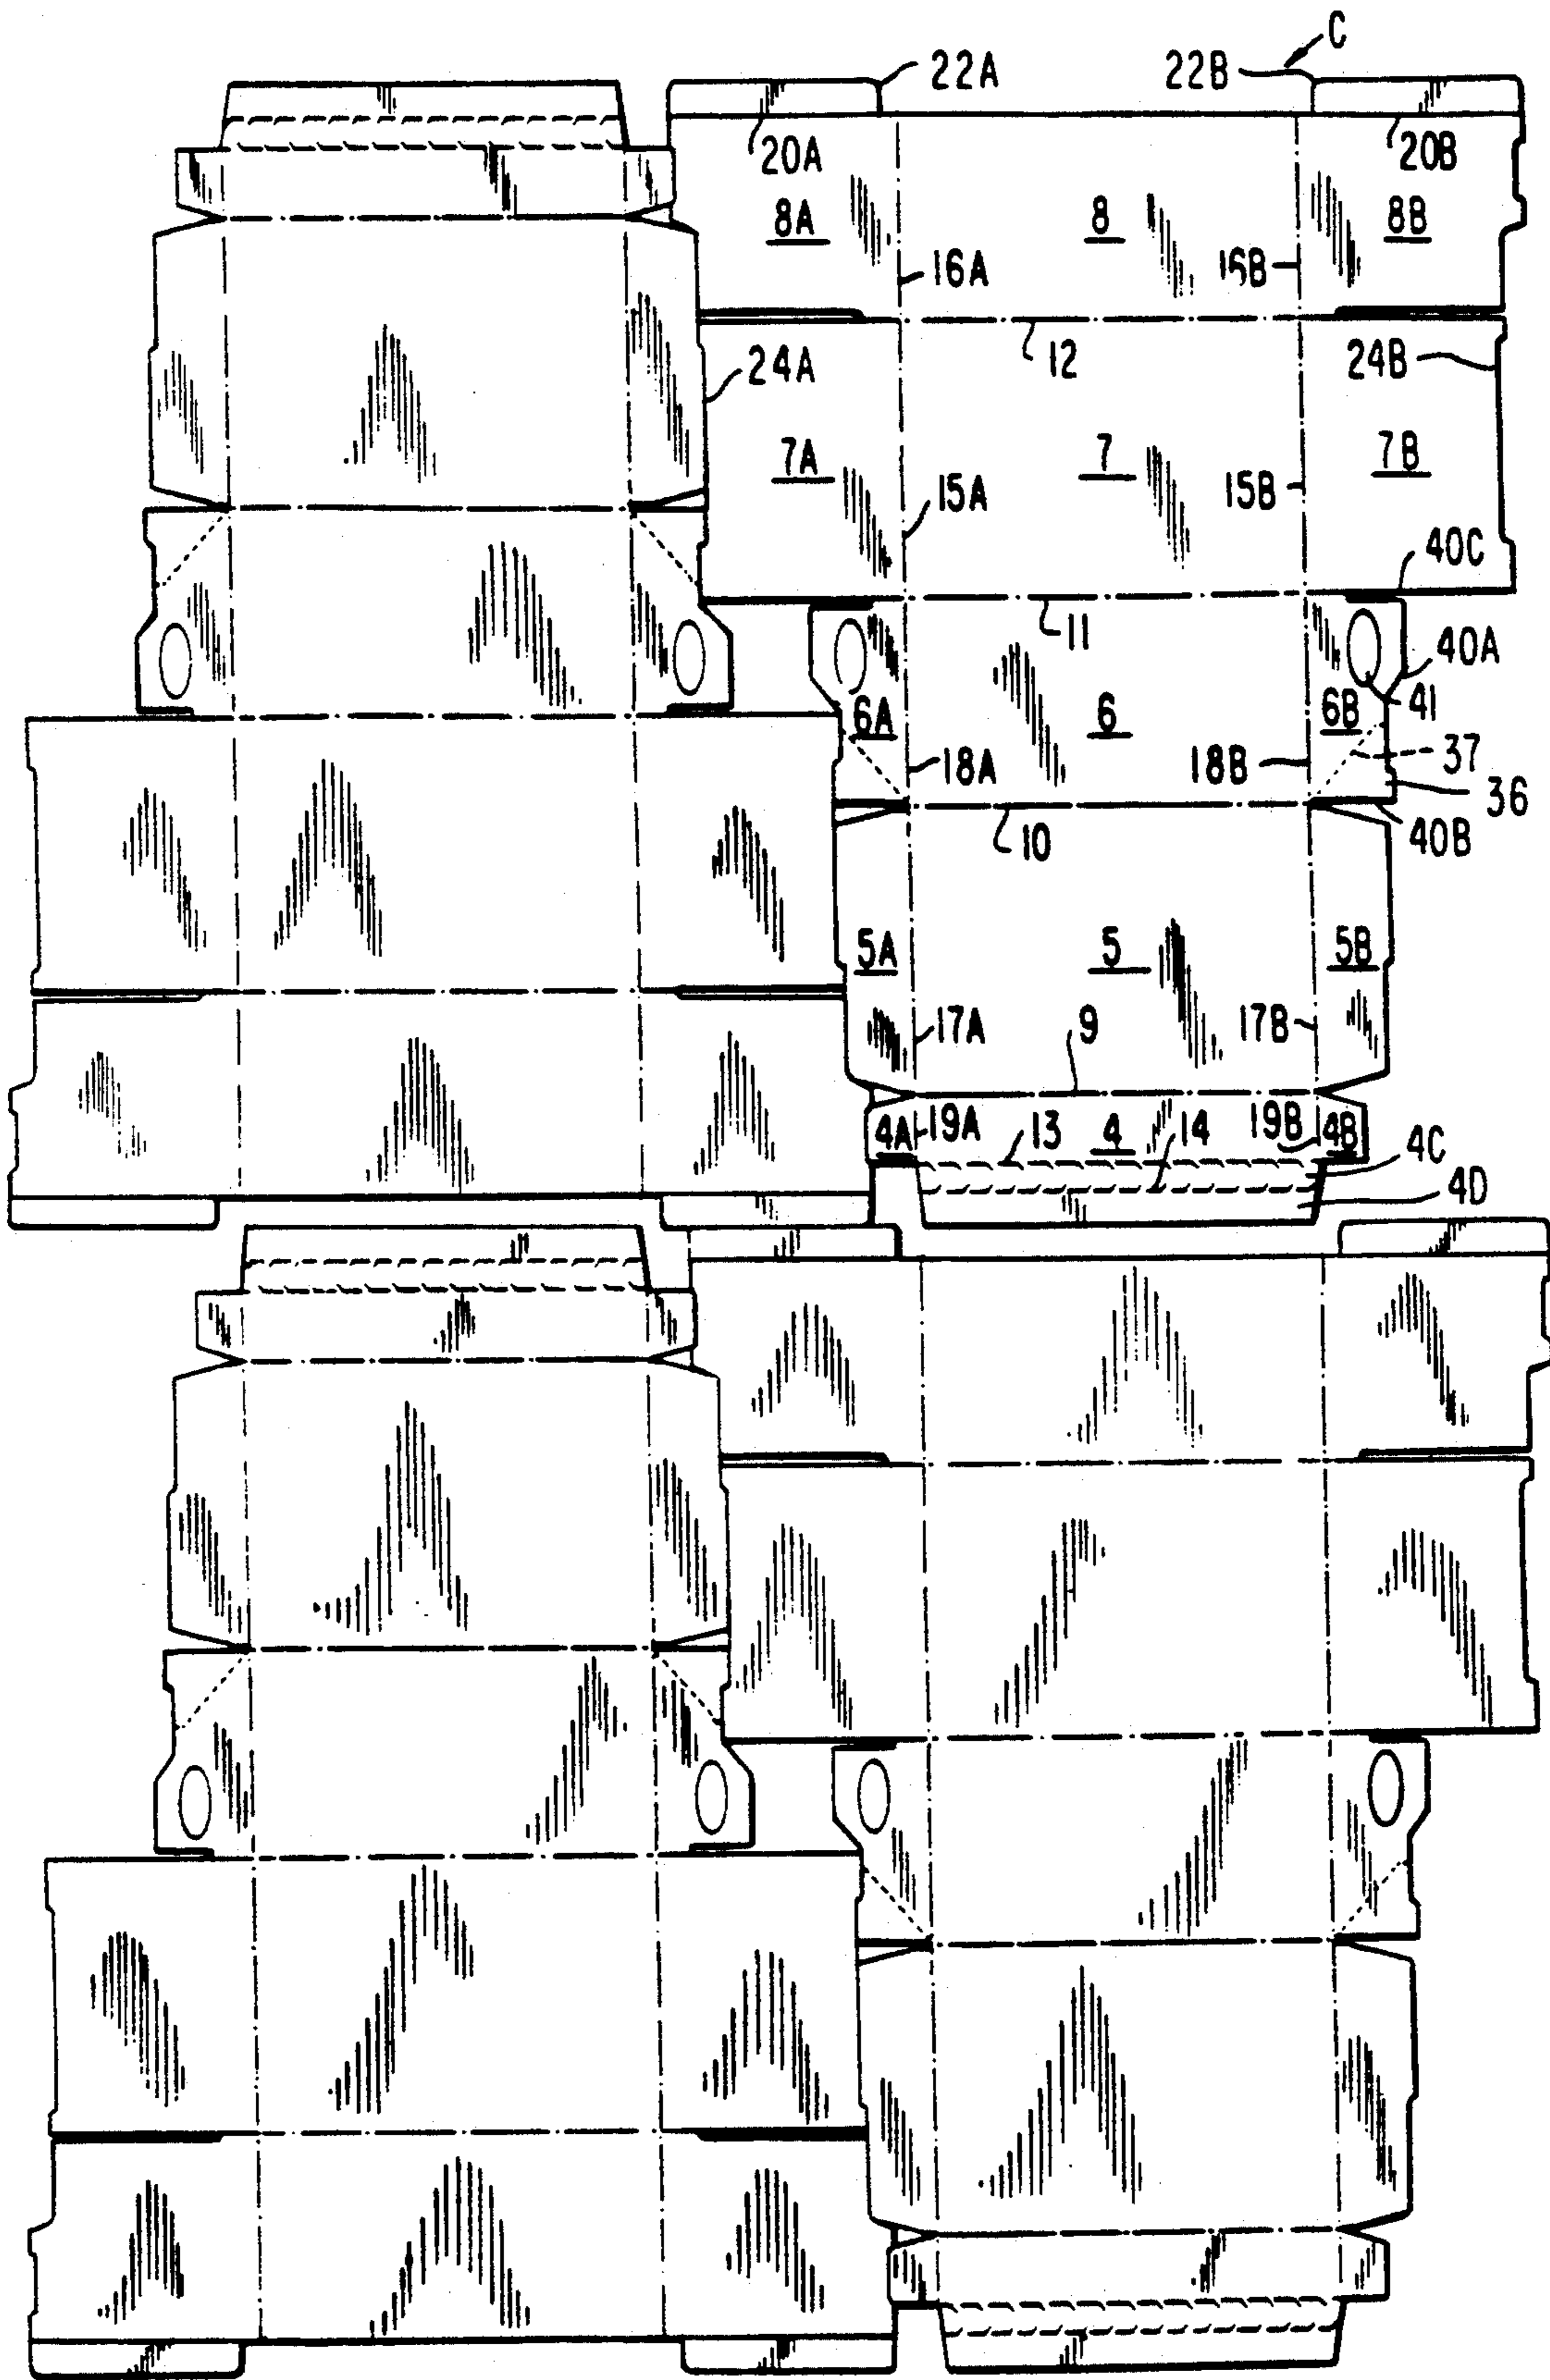 C
22A 22B
20A 20B
8A 8 8B
16A 16B
12
24A 24B
7A 7 7B
15A 15B
40C
11
40A
41
6A 6 6B
18A 18B 37
36
10 40B
5A 5 5B
17A 9 17B
4A 19A 13 4 14 19B 4B
4C
4D